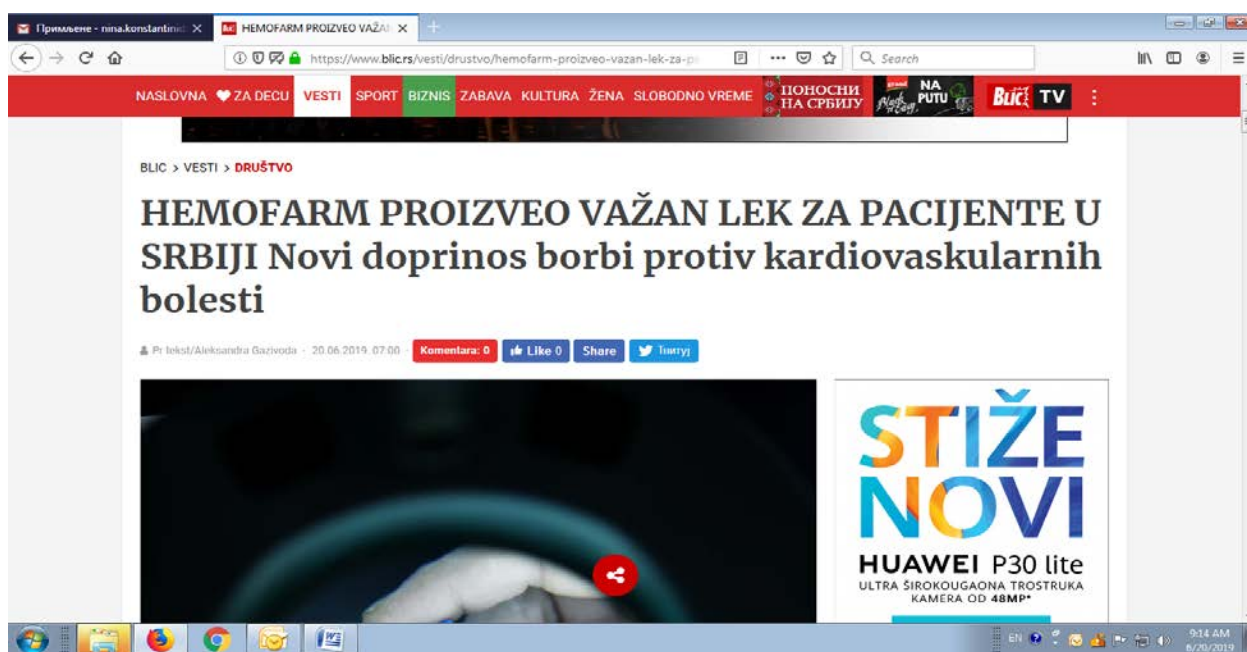 Примљене - nina.konstantini
HEMOFARM PROIZVEO VAŽA
https://www.blic.rs/vesti/drustvo/hemofarm-proizveo-vazan-lek-za-p
Search
NASLOVNA ZA DECU VESTI SPORT BIZNIS ZABAVA KULTURA ŽENA SLOBODNO VREME ПОНОСНИ НА СРБИЈУ NA PUTU Blic TV
BLIC > VESTI > DRUŠTVO
HEMOFARM PROIZVEO VAŽAN LEK ZA PACIJENTE U
SRBIJI Novi doprinos borbi protiv kardiovaskularnih
bolesti
Pr tekst/Aleksandra Gazivoda - 20.06.2019. 07:00 - Komentara: 0 Like 0 Share Твитуј
STIŽE
NOVI
HUAWEI P30 lite
ULTRA ŠIROKOUGAONA TROSTRUKA
KAMERA OD 48MP*
EN
9:14 AM
6/20/2019